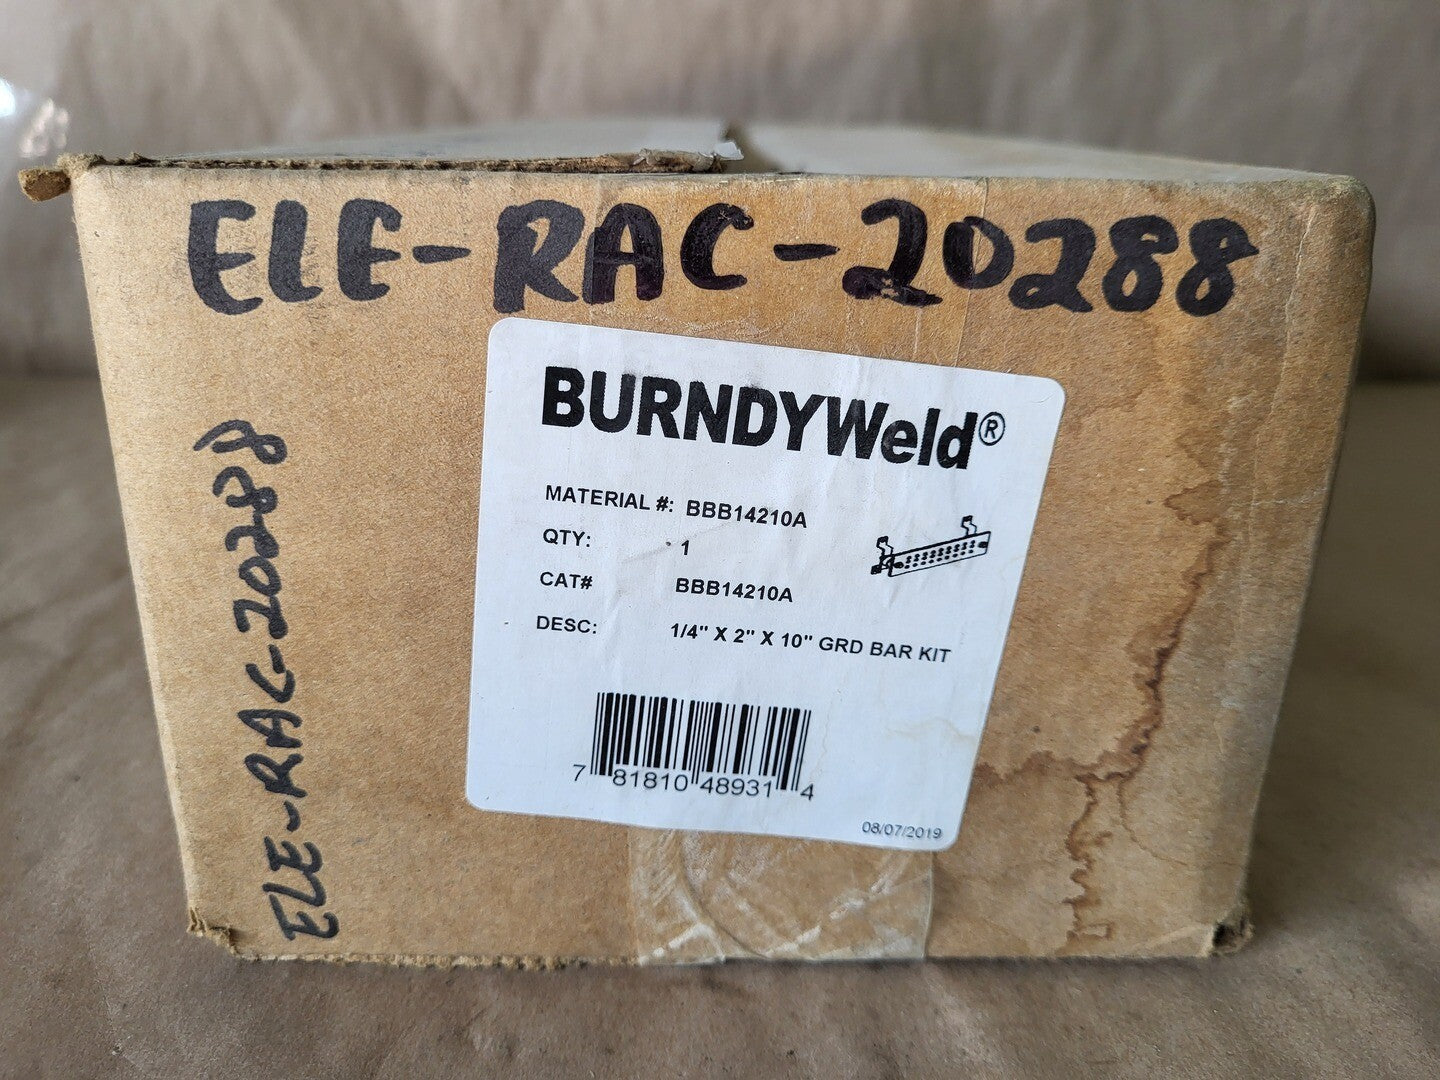 ELE-RAC-20288
ELE-RAC-20288
BURNDYWeld®
MATERIAL #: BBB14210A
QTY: 1
CAT# BBB14210A
DESC: 1/4" X 2" X 10" GRD BAR KIT
7 81810 48931 4
08/07/2019